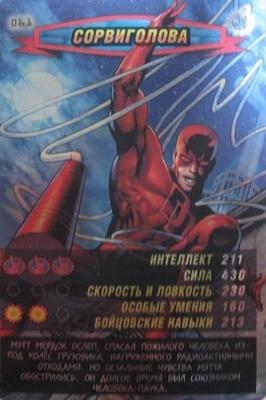 СОРВИГОЛОВА
ИНТЕЛЛЕКТ 211
СИЛА 430
СКОРОСТЬ И ЛОВКОСТЬ 230
ОСОБЫЕ УМЕНИЯ 160
БОЙЦОВСКИЕ НАВЫКИ 213
МЭТТ МЕРДОК ОСЛЕП, СПАСАЯ ПОЖИЛОГО ЧЕЛОВЕКА ИЗ-
ПОД КОЛЁС ГРУЗОВИКА, НАГРУЖЕННОГО РАДИОАКТИВНЫМИ
ОТХОДАМИ. НО ОСТАЛЬНЫЕ ЧУВСТВА МЭТТА
ОБОСТРИЛИСЬ. ОН ДОЛГОЕ ВРЕМЯ БЫЛ СОЮЗНИКОМ
ЧЕЛОВЕКА-ПАУКА.